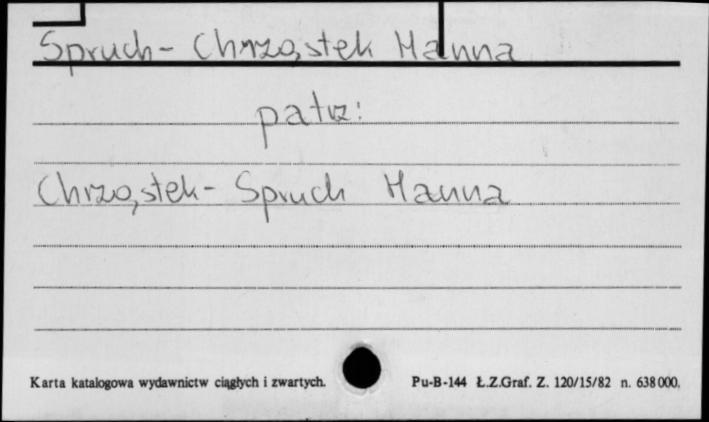 Spruch - Chrząstek Hanna
patrz:
Chrząstek - Spruch Hanna
Karta katalogowa wydawnictw ciągłych i zwartych.
Pu-B-144 Ł.Z.Graf. Z. 120/15/82 n. 638 000.